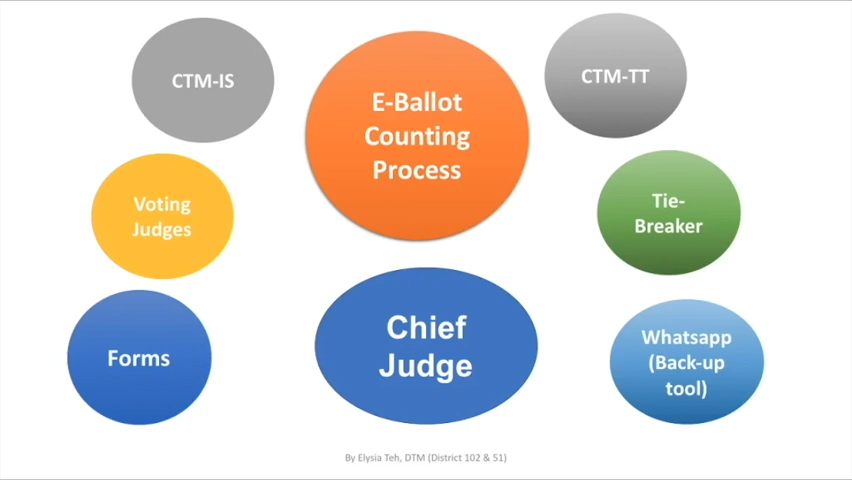 CTM-IS
E-Ballot
Counting
Process
CTM-TT
Voting
Judges
Tie-
Breaker
Forms
Chief
Judge
Whatsapp
(Back-up
tool)
By Elysia Teh, DTM (District 102 & 51)